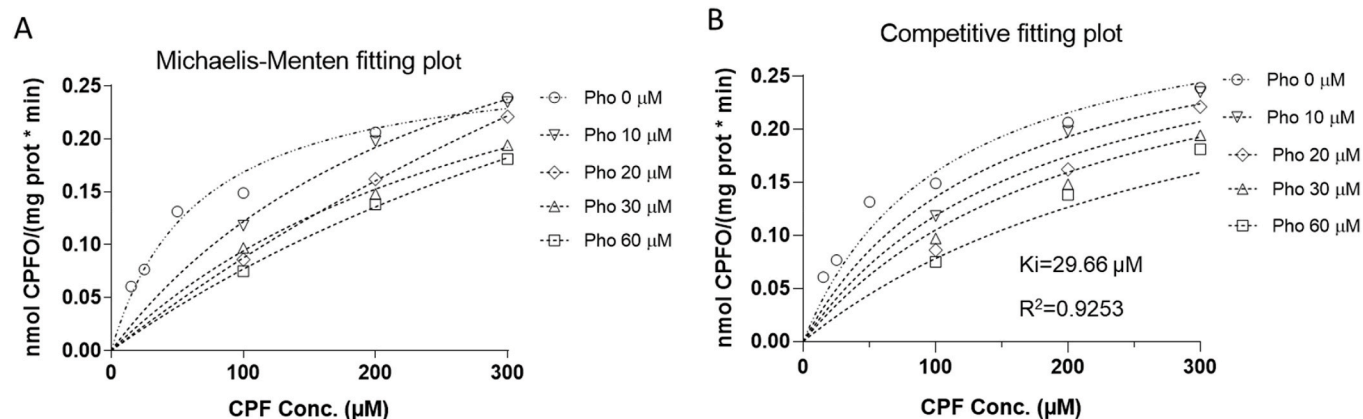 A
Michaelis-Menten fitting plot
nmol CPFO/(mg prot * min)
0.25
0.20
0.15
0.10
0.05
0.00
0
100
200
300
CPF Conc. (µM)
Pho 0 µM
Pho 10 µM
Pho 20 µM
Pho 30 µM
Pho 60 µM
B
Competitive fitting plot
nmol CPFO/(mg prot * min)
0.25
0.20
0.15
0.10
0.05
0.00
0
100
200
300
CPF Conc. (µM)
Ki=29.66 µM
R²=0.9253
Pho 0 µM
Pho 10 µM
Pho 20 µM
Pho 30 µM
Pho 60 µM